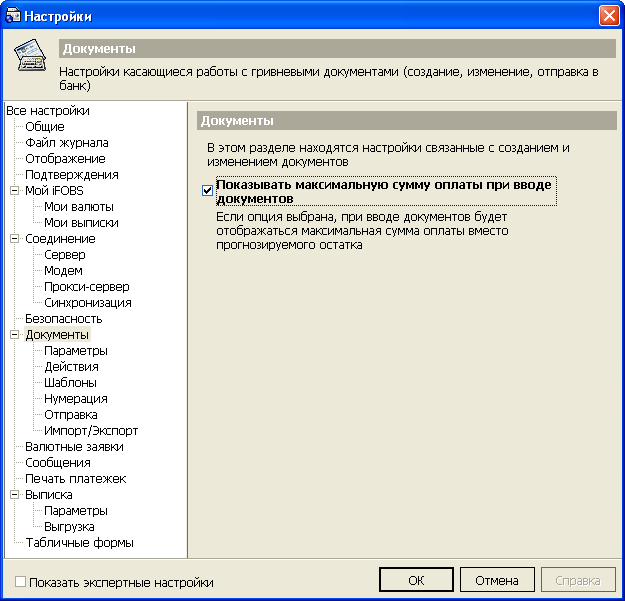 Настройки
Документы
Настройки касающиеся работы с гривневыми документами (создание, изменение, отправка в
банк)
Все настройки
Общие
Файл журнала
Отображение
Подтверждения
Мой iFOBS
Мои валюты
Мои выписки
Соединение
Сервер
Модем
Прокси-сервер
Синхронизация
Безопасность
Документы
Параметры
Действия
Шаблоны
Нумерация
Отправка
Импорт/Экспорт
Валютные заявки
Сообщения
Печать платежек
Выписка
Параметры
Выгрузка
Табличные формы
Документы
В этом разделе находятся настройки связанные с созданием и
изменением документов
Показывать максимальную сумму оплаты при вводе
документов
Если опция выбрана, при вводе документов будет
отображаться максимальная сумма оплаты вместо
прогнозируемого остатка
Показать экспертные настройки
OK
Отмена
Справка